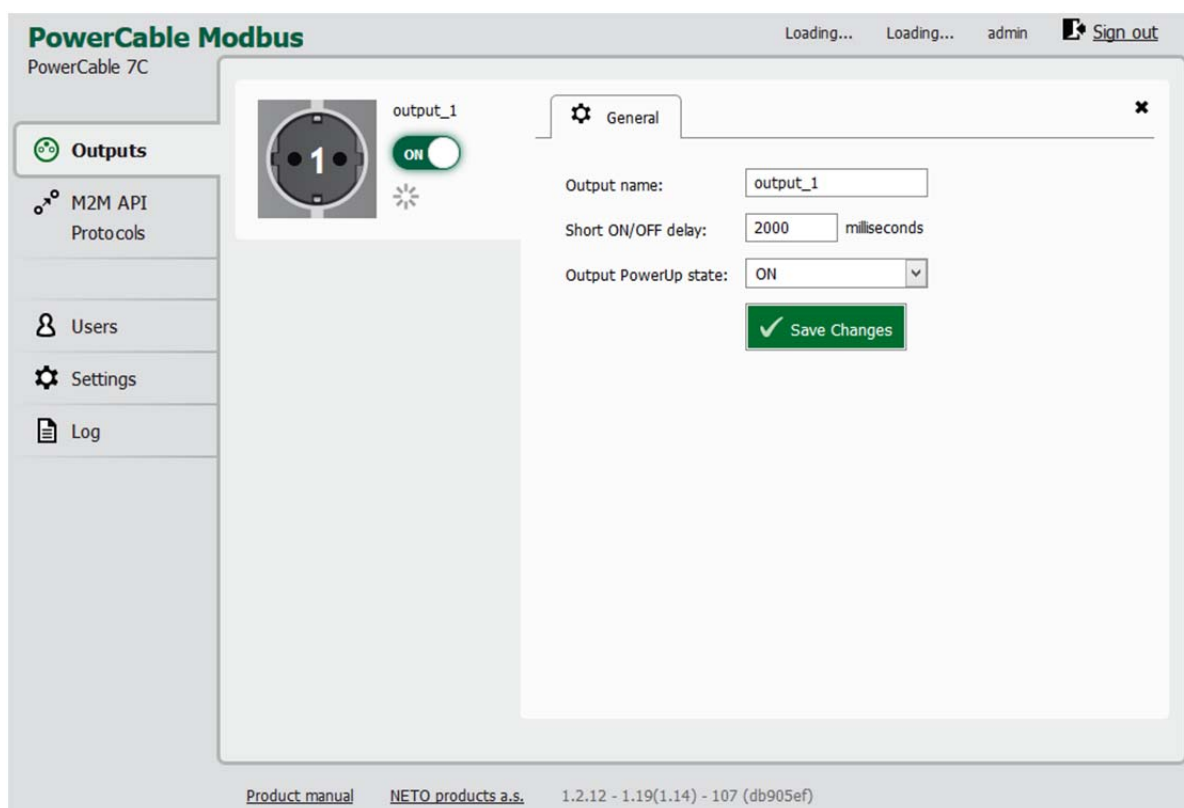 PowerCable Modbus
PowerCable 7C
Loading...
Loading...
admin
Sign out
Outputs
M2M API
Protocols
Users
Settings
Log
1
output_1
ON
General
Output name:
output_1
Short ON/OFF delay:
2000
milliseconds
Output PowerUp state:
ON
Save Changes
Product manual
NETO products a.s.
1.2.12 - 1.19(1.14) - 107 (db905ef)